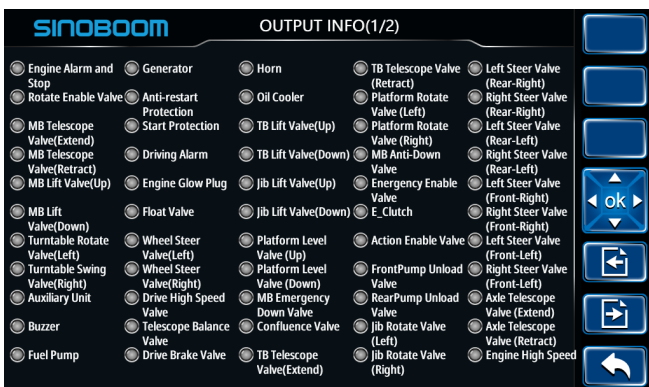 SINOBOOM
OUTPUT INFO(1/2)
Engine Alarm and
Stop
Rotate Enable Valve
MB Telescope
Valve(Extend)
MB Telescope
Valve(Retract)
MB Lift Valve(Up)
MB Lift
Valve(Down)
Turntable Rotate
Valve(Left)
Turntable Swing
Valve(Right)
Auxiliary Unit
Buzzer
Fuel Pump
Generator
Anti-restart
Protection
Start Protection
Driving Alarm
Engine Glow Plug
Float Valve
Wheel Steer
Valve(Left)
Wheel Steer
Valve(Right)
Drive High Speed
Valve
Telescope Balance
Valve
Drive Brake Valve
Horn
Oil Cooler
TB Lift Valve(Up)
TB Lift Valve(Down)
Jib Lift Valve(Up)
Jib Lift Valve(Down)
Platform Level
Valve (Up)
Platform Level
Valve (Down)
MB Emergency
Down Valve
Confluence Valve
TB Telescope
Valve(Extend)
TB Telescope Valve
(Retract)
Platform Rotate
Valve (Left)
Platform Rotate
Valve (Right)
MB Anti-Down
Valve
Emergency Enable
Valve
E_Clutch
Action Enable Valve
FrontPump Unload
Valve
RearPump Unload
Valve
Jib Rotate Valve
(Left)
Jib Rotate Valve
(Right)
Left Steer Valve
(Rear-Right)
Right Steer Valve
(Rear-Right)
Left Steer Valve
(Rear-Left)
Right Steer Valve
(Rear-Left)
Left Steer Valve
(Front-Right)
Right Steer Valve
(Front-Right)
Left Steer Valve
(Front-Left)
Right Steer Valve
(Front-Left)
Axle Telescope
Valve (Extend)
Axle Telescope
Valve (Retract)
Engine High Speed
ok